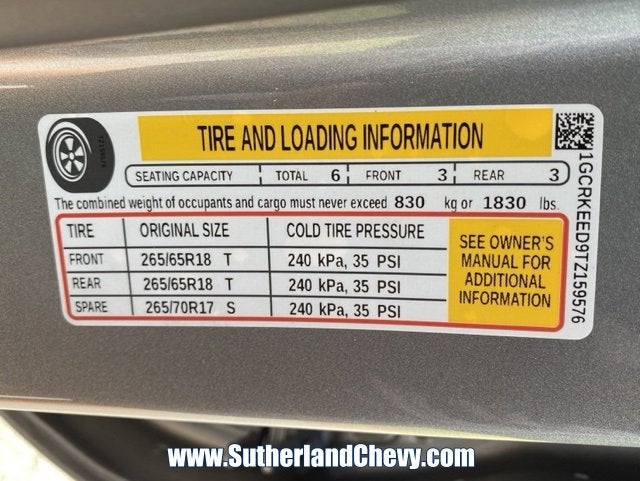 TIRE AND LOADING INFORMATION
SEATING CAPACITY TOTAL 6 FRONT 3 REAR 3
The combined weight of occupants and cargo must never exceed 830 kg or 1830 lbs.
TIRE ORIGINAL SIZE COLD TIRE PRESSURE
FRONT 265/65R18 T 240 kPa, 35 PSI
REAR 265/65R18 T 240 kPa, 35 PSI
SPARE 265/70R17 S 240 kPa, 35 PSI
SEE OWNER'S
MANUAL FOR
ADDITIONAL
INFORMATION
1GCRKEED9TZ159576
www.SutherlandChevy.com